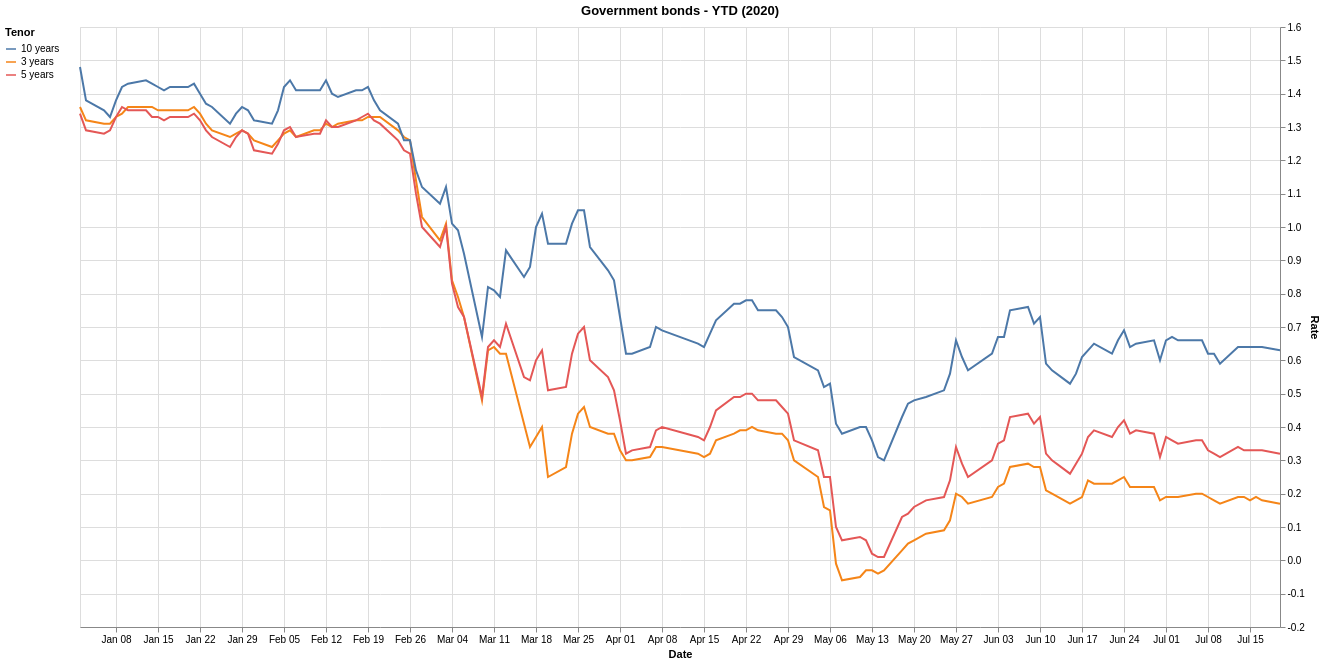 Government bonds - YTD (2020)
Tenor
10 years
3 years
5 years
1.6
1.5
1.4
1.3
1.2
1.1
1.0
0.9
0.8
0.7
0.6
0.5
0.4
0.3
0.2
0.1
0.0
-0.1
-0.2
Rate
Jan 08 Jan 15 Jan 22 Jan 29 Feb 05 Feb 12 Feb 19 Feb 26 Mar 04 Mar 11 Mar 18 Mar 25 Apr 01 Apr 08 Apr 15 Apr 22 Apr 29 May 06 May 13 May 20 May 27 Jun 03 Jun 10 Jun 17 Jun 24 Jul 01 Jul 08 Jul 15
Date